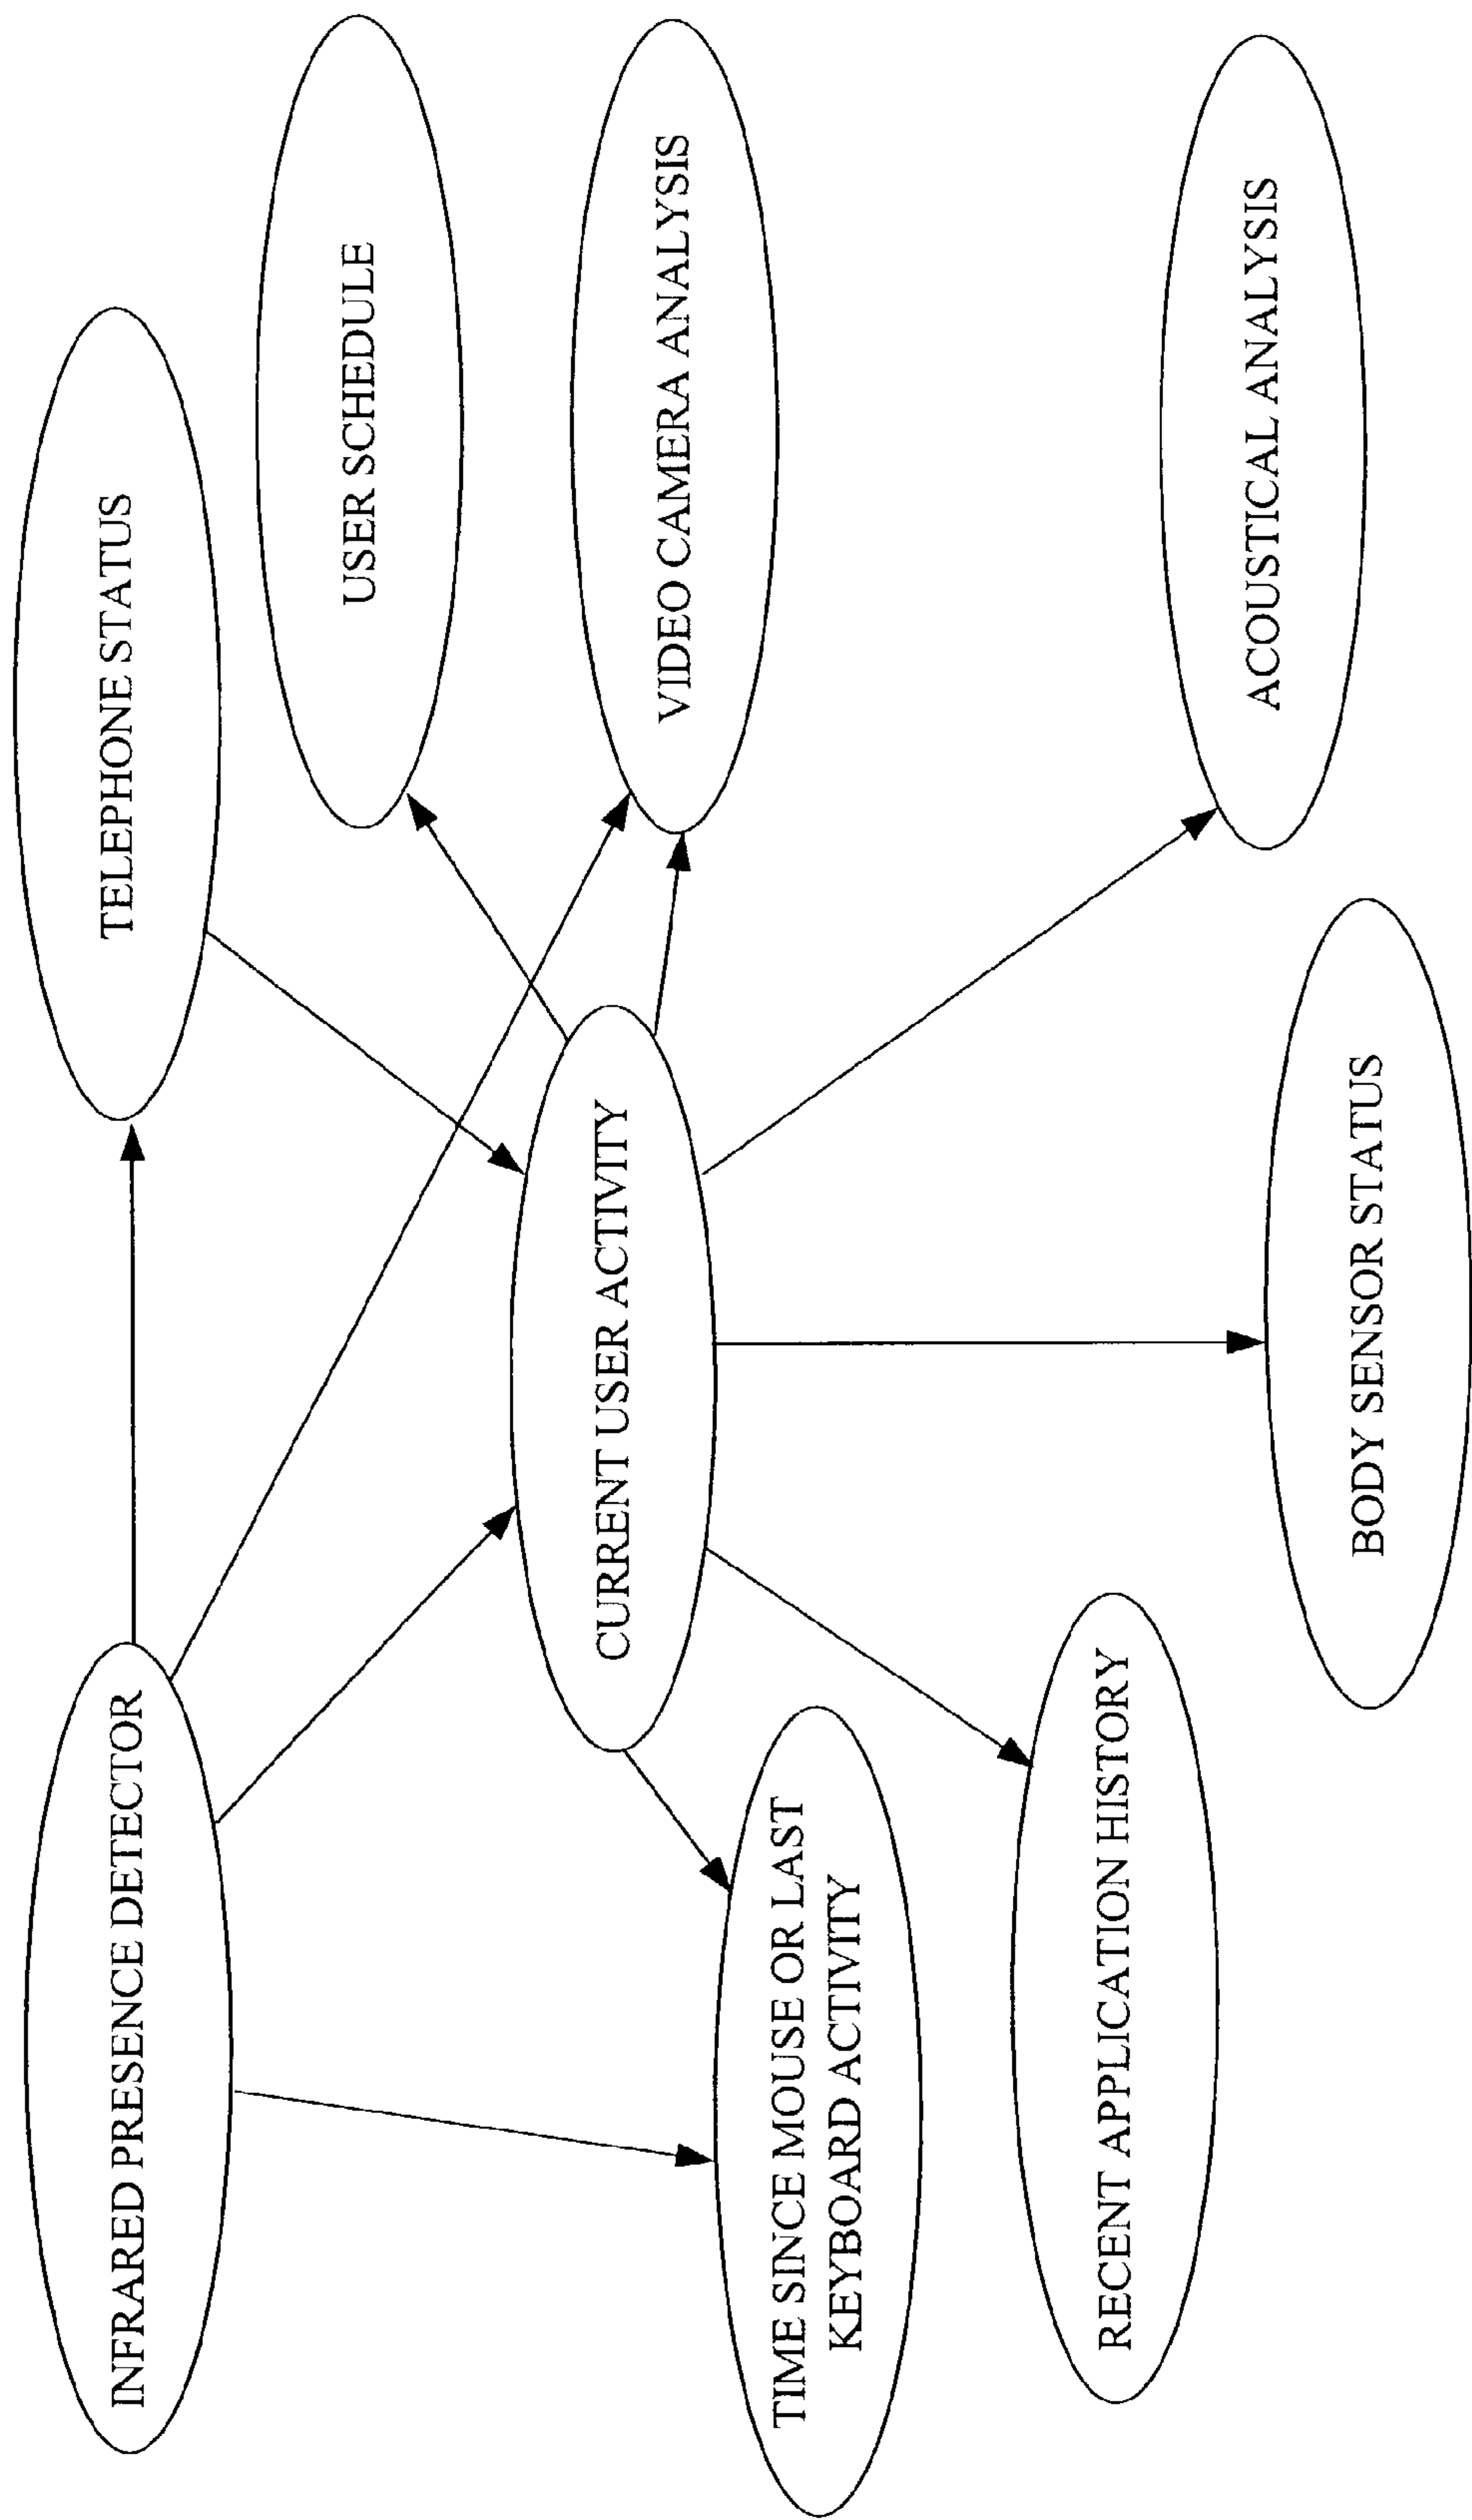 INFRARED PRESENCE DETECTOR
TELEPHONE STATUS
USER SCHEDULE
CURRENT USER ACTIVITY
VIDEO CAMERA ANALYSIS
TIME SINCE MOUSE OR LAST
KEYBOARD ACTIVITY
RECENT APPLICATION HISTORY
ACOUSTICAL ANALYSIS
BODY SENSOR STATUS